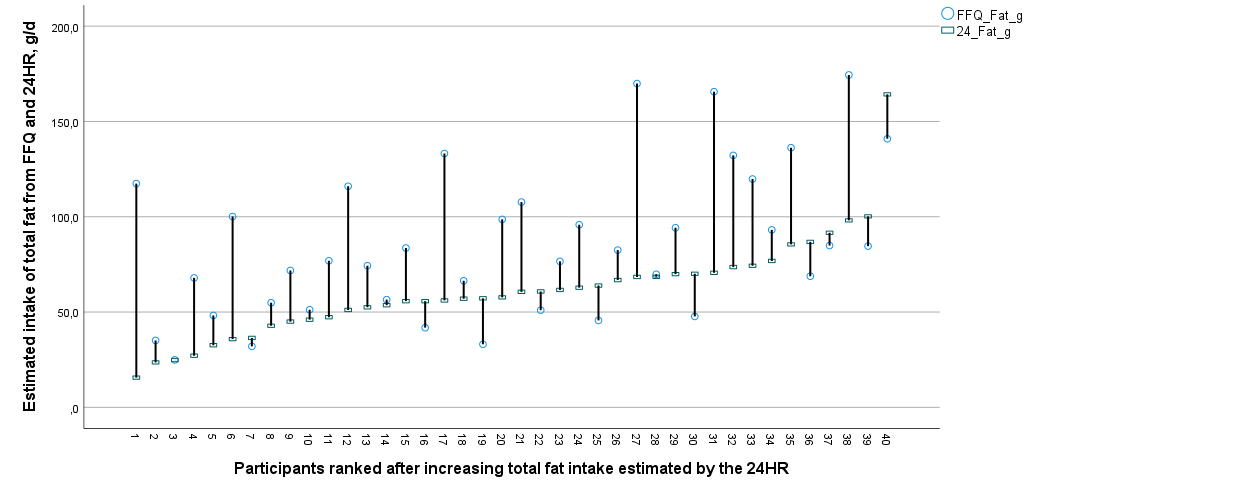 FFQ_Fat_g
24_Fat_g
Estimated intake of total fat from FFQ and 24HR, g/d
200,0
150,0
100,0
50,0
,0
1 2 3 4 5 6 7 8 9 10 11 12 13 14 15 16 17 18 19 20 21 22 23 24 25 26 27 28 29 30 31 32 33 34 35 36 37 38 39 40
Participants ranked after increasing total fat intake estimated by the 24HR